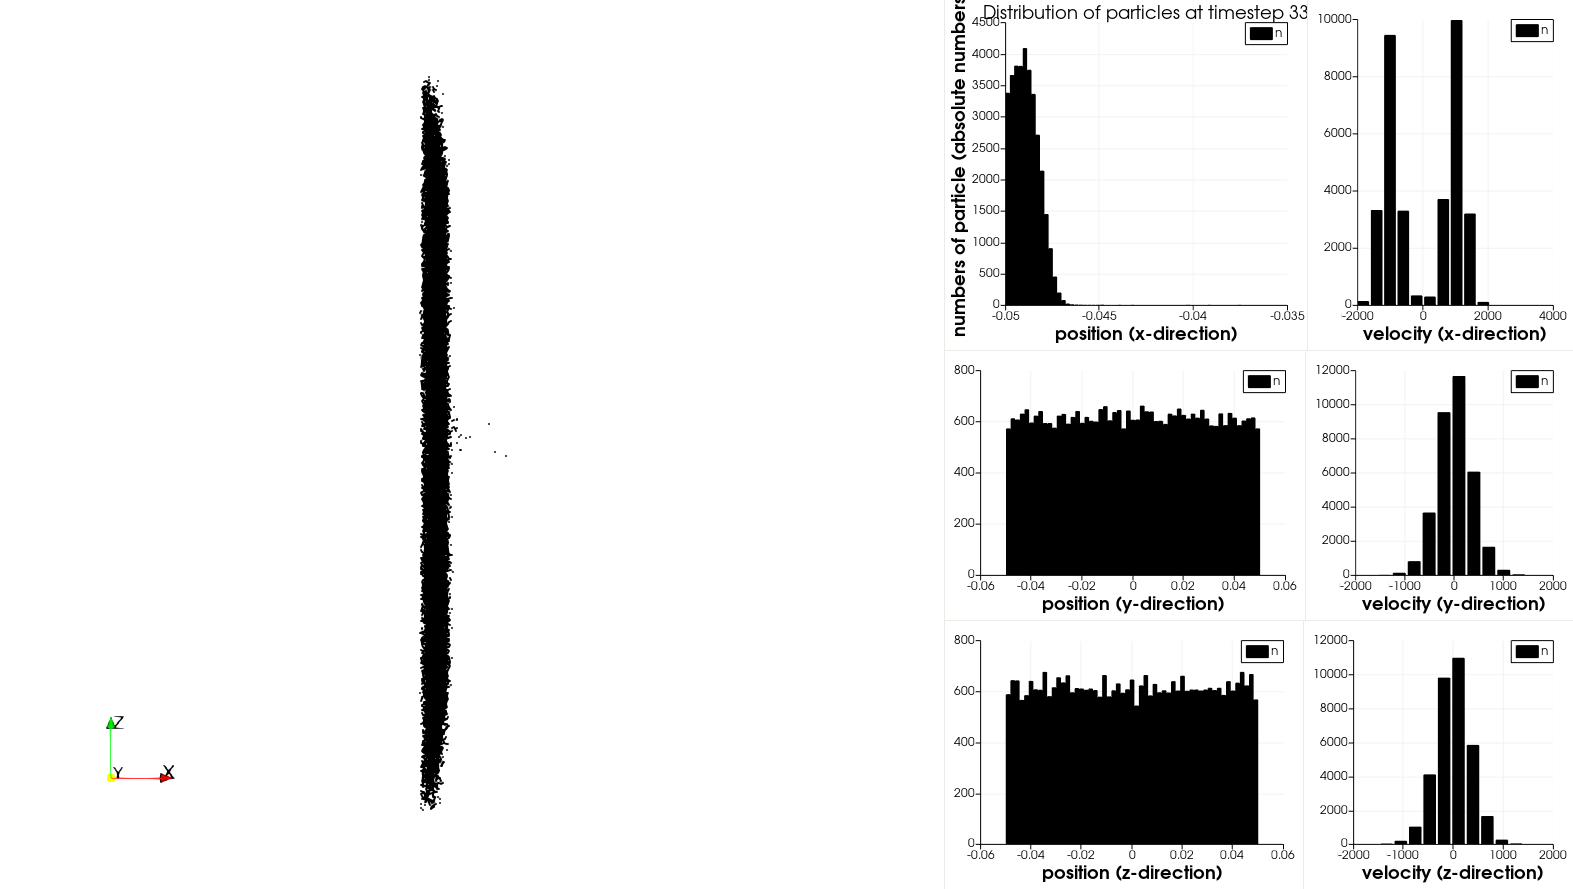 Distribution of particles at timestep 33
numbers of particle (absolute numbers
4500
4000
3500
3000
2500
2000
1500
1000
500
0
-0.05 -0.045 -0.04 -0.035
position (x-direction)
n
10000
8000
6000
4000
2000
0
-2000 0 2000 4000
velocity (x-direction)
n
800
600
400
200
0
-0.06 -0.04 -0.02 0 0.02 0.04 0.06
position (y-direction)
n
12000
10000
8000
6000
4000
2000
0
-2000 -1000 0 1000 2000
velocity (y-direction)
n
800
600
400
200
0
-0.06 -0.04 -0.02 0 0.02 0.04 0.06
position (z-direction)
n
12000
10000
8000
6000
4000
2000
0
-2000 -1000 0 1000 2000
velocity (z-direction)
n
Z
Y X